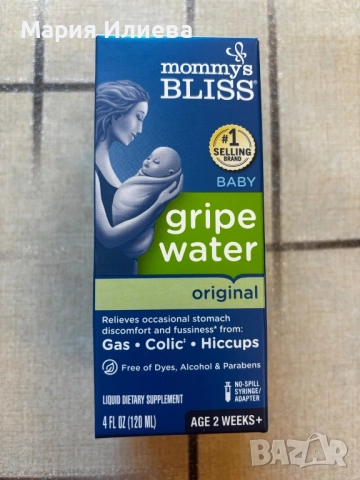 Мария Илиева
mommy's
BLISS®
#1
SELLING
BRAND
BABY
gripe
water
original
Relieves occasional stomach
discomfort and fussiness* from:
Gas • Colic‡ • Hiccups
Free of Dyes, Alcohol & Parabens
LIQUID DIETARY SUPPLEMENT
4 FL OZ (120 ML)
NO-SPILL
SYRINGE/
ADAPTER
AGE 2 WEEKS+
BAZAR
.bg